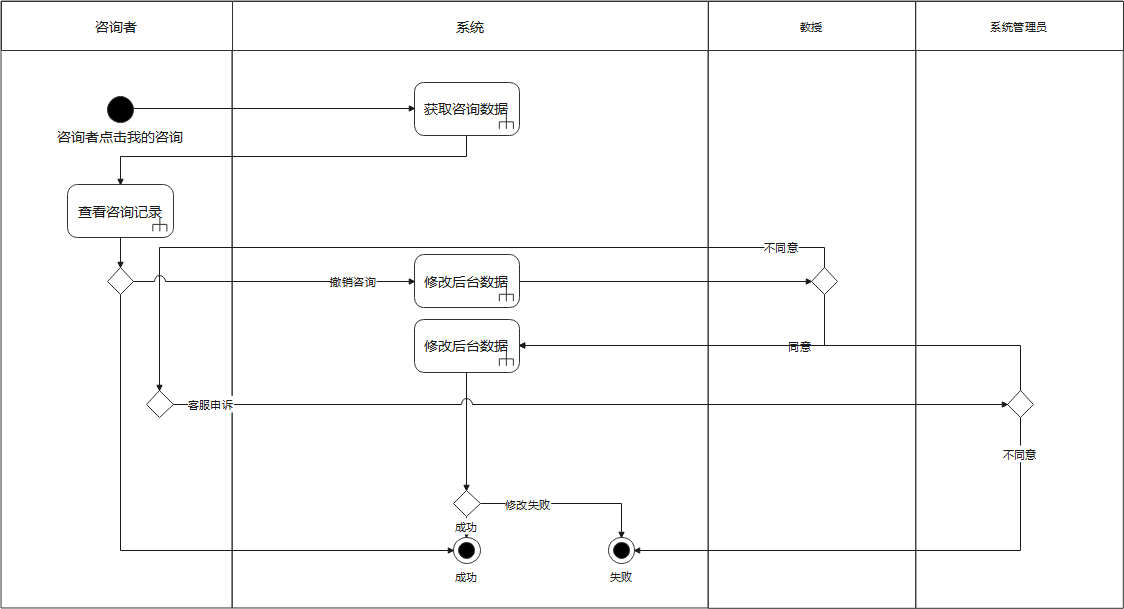 咨询者
系统
教授
系统管理员
获取咨询数据
咨询者点击我的咨询
查看咨询记录
不同意
撤销咨询
修改后台数据
修改后台数据
同意
客服申诉
不同意
修改失败
成功
成功
失败